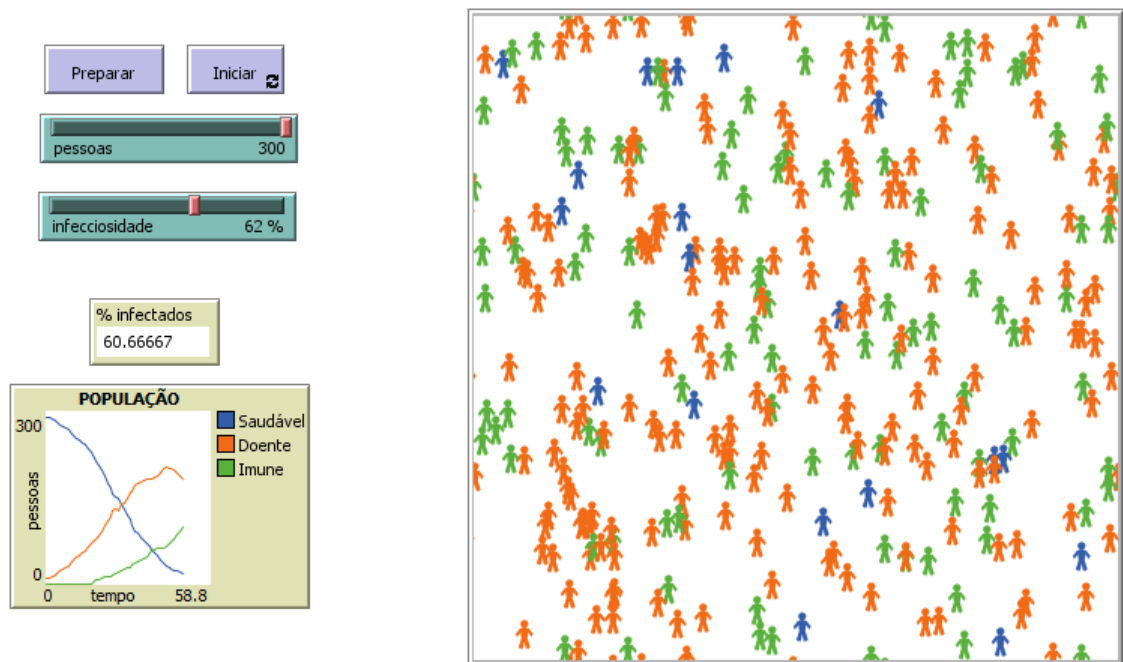 Preparar
Iniciar
pessoas 300
infecciosidade 62 %
% infectados
60.66667
POPULAÇÃO
300
pessoas
0
0 tempo 58.8
Saudável
Doente
Imune